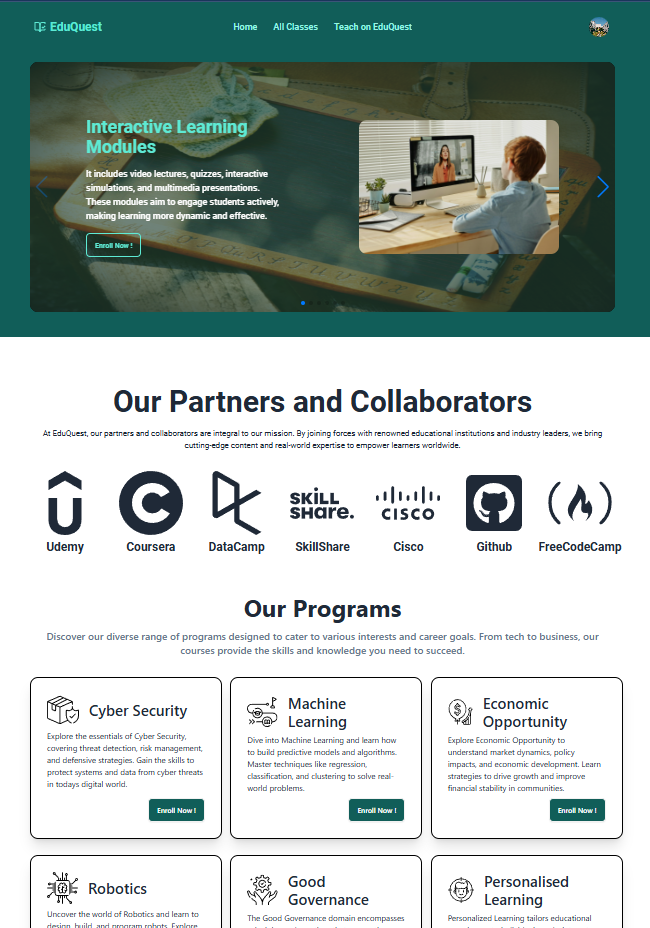 EduQuest
Home All Classes Teach on EduQuest
Interactive Learning
Modules
It includes video lectures, quizzes, interactive
simulations, and multimedia presentations.
These modules aim to engage students actively,
making learning more dynamic and effective.
Enroll Now !
Our Partners and Collaborators
At EduQuest, our partners and collaborators are integral to our mission. By joining forces with renowned educational institutions and industry leaders, we bring
cutting-edge content and real-world expertise to empower learners worldwide.
SKILL
SHARE.
CISCO
Udemy Coursera DataCamp SkillShare Cisco Github FreeCodeCamp
Our Programs
Discover our diverse range of programs designed to cater to various interests and career goals. From tech to business, our
courses provide the skills and knowledge you need to succeed.
Cyber Security
Explore the essentials of Cyber Security,
covering threat detection, risk management,
and defensive strategies. Gain the skills to
protect systems and data from cyber threats
in todays digital world.
Enroll Now !
Machine
Learning
Dive into Machine Learning and learn how
to build predictive models and algorithms.
Master techniques like regression,
classification, and clustering to solve real-
world problems.
Enroll Now !
Economic
Opportunity
Explore Economic Opportunity to
understand market dynamics, policy
impacts, and economic development. Learn
strategies to drive growth and improve
financial stability in communities.
Enroll Now !
Robotics
Uncover the world of Robotics and learn to
design, build, and program robots. Explore
Good
Governance
The Good Governance domain encompasses
Personalised
Learning
Personalized Learning tailors educational